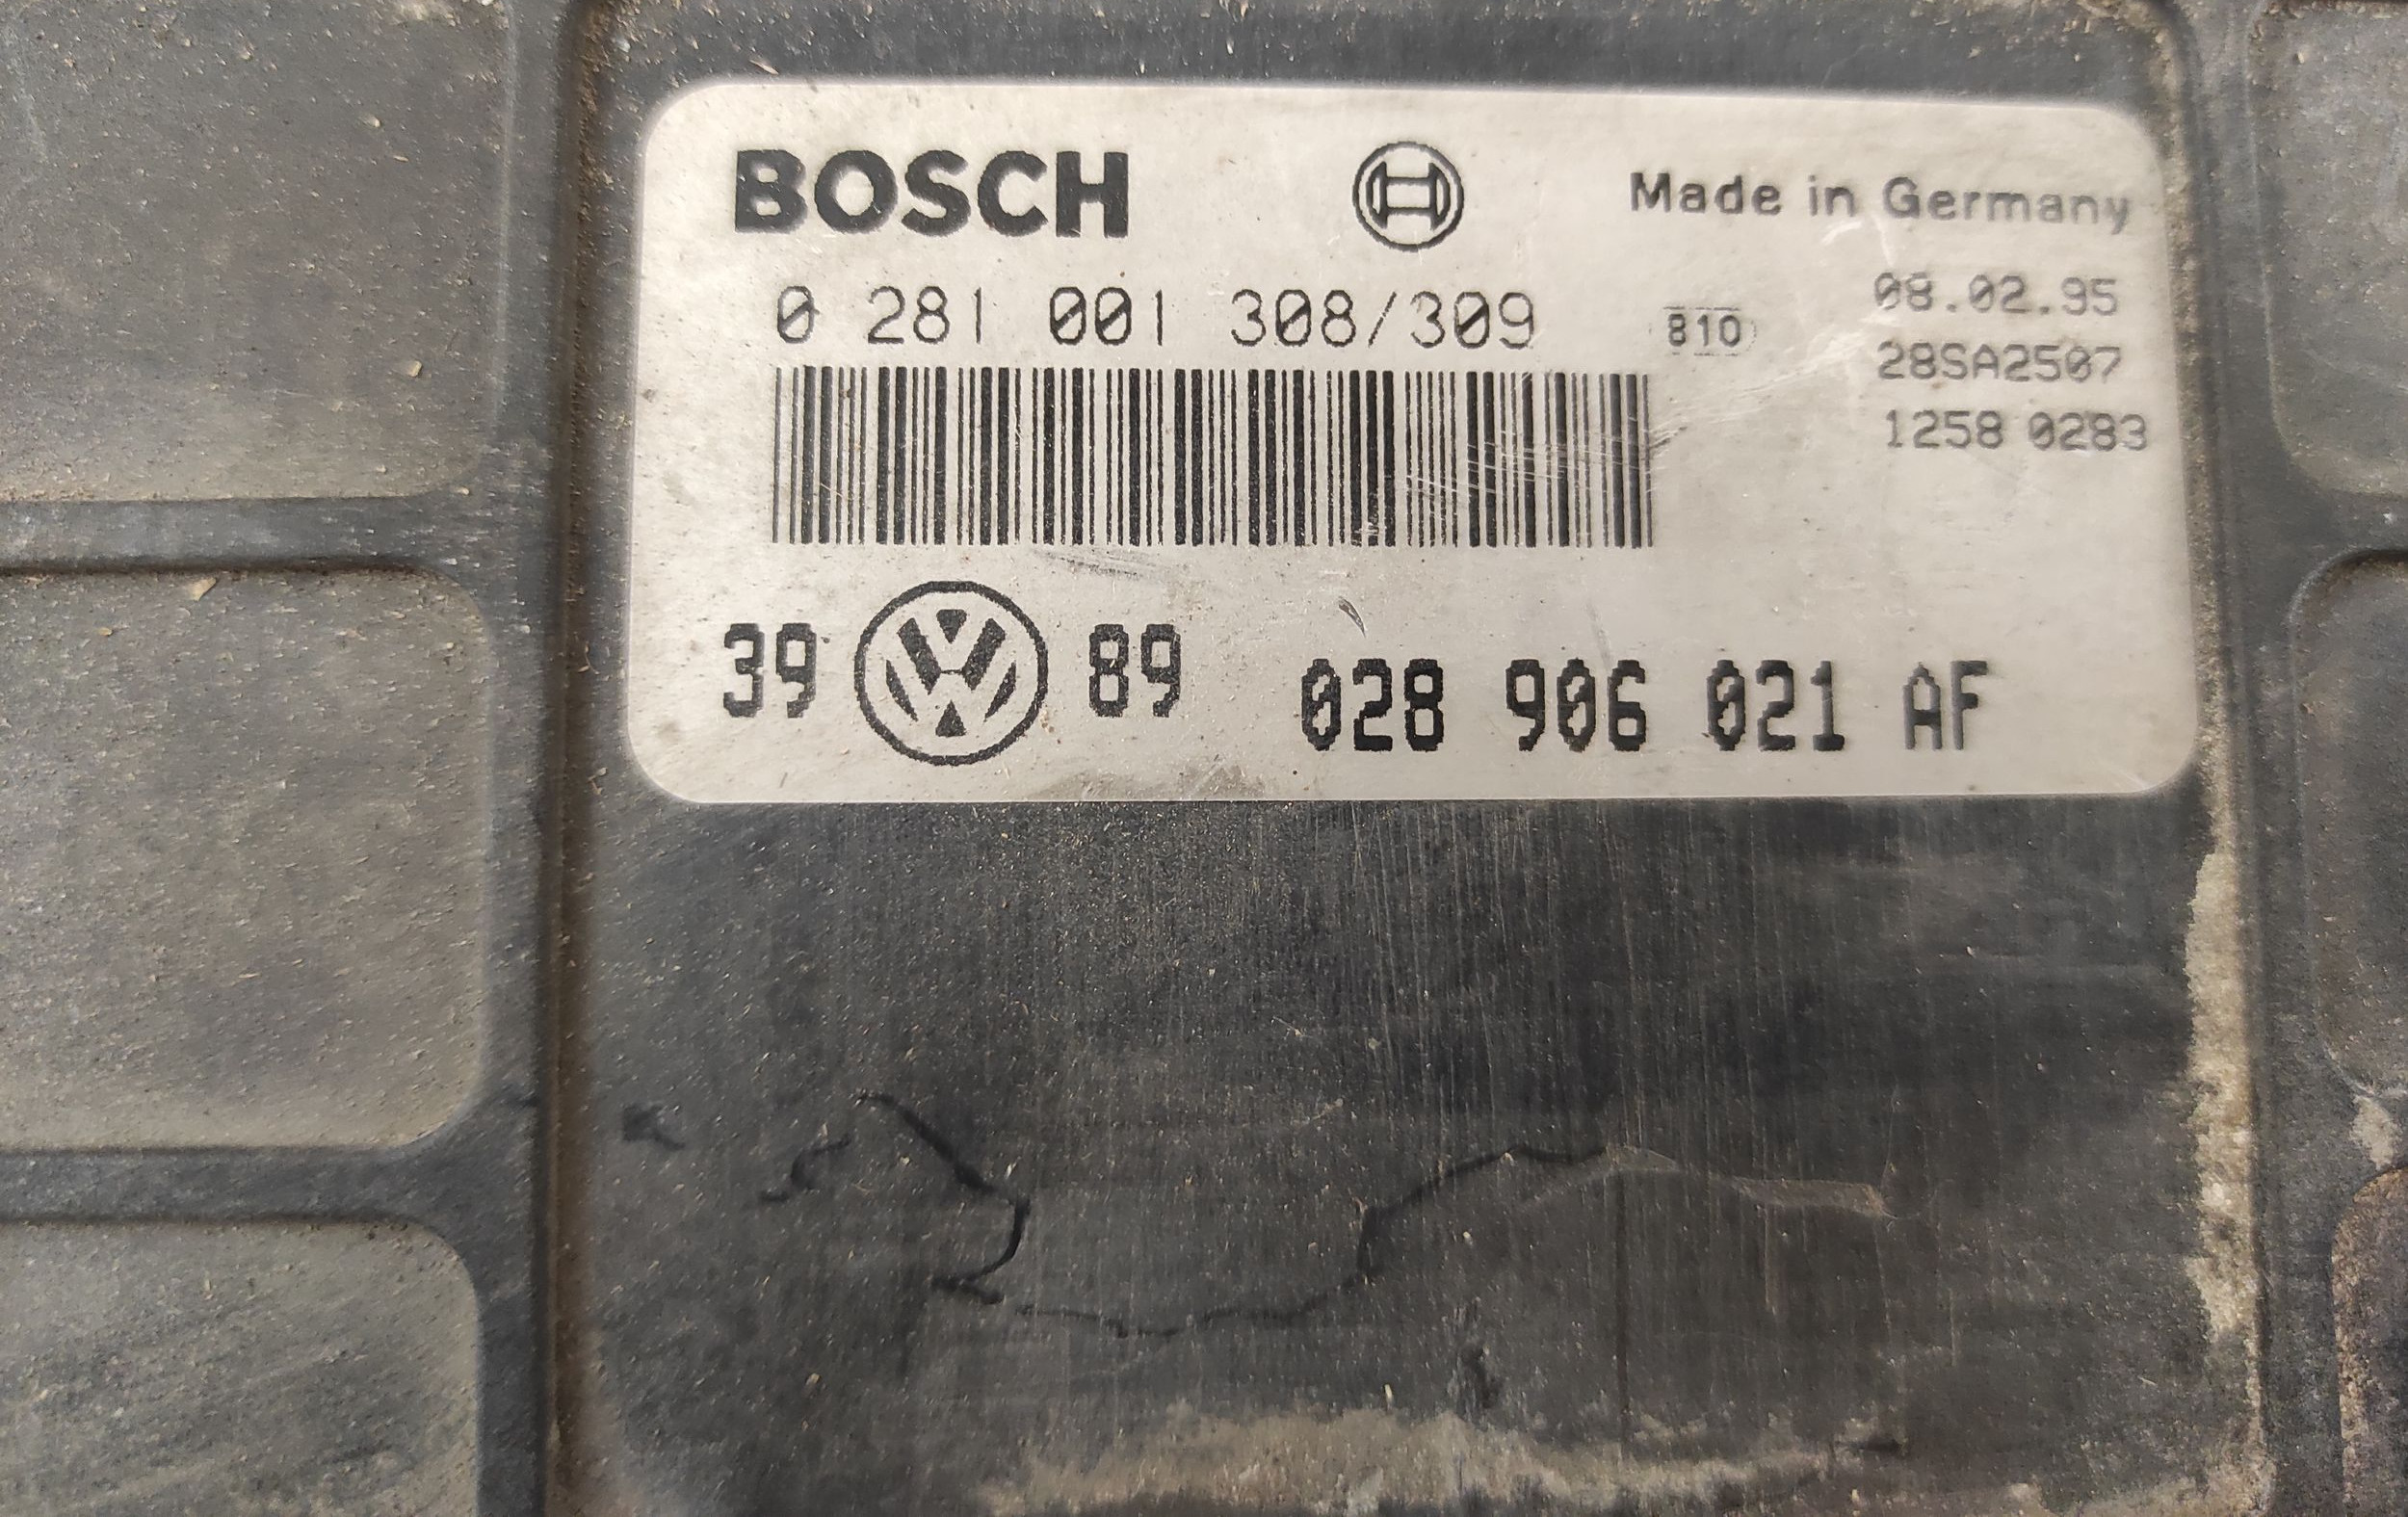 BOSCH Made in Germany
0 281 001 308/309 810 08.02.95
28SA2507
1258 0283
39 VW 89 028 906 021 AF